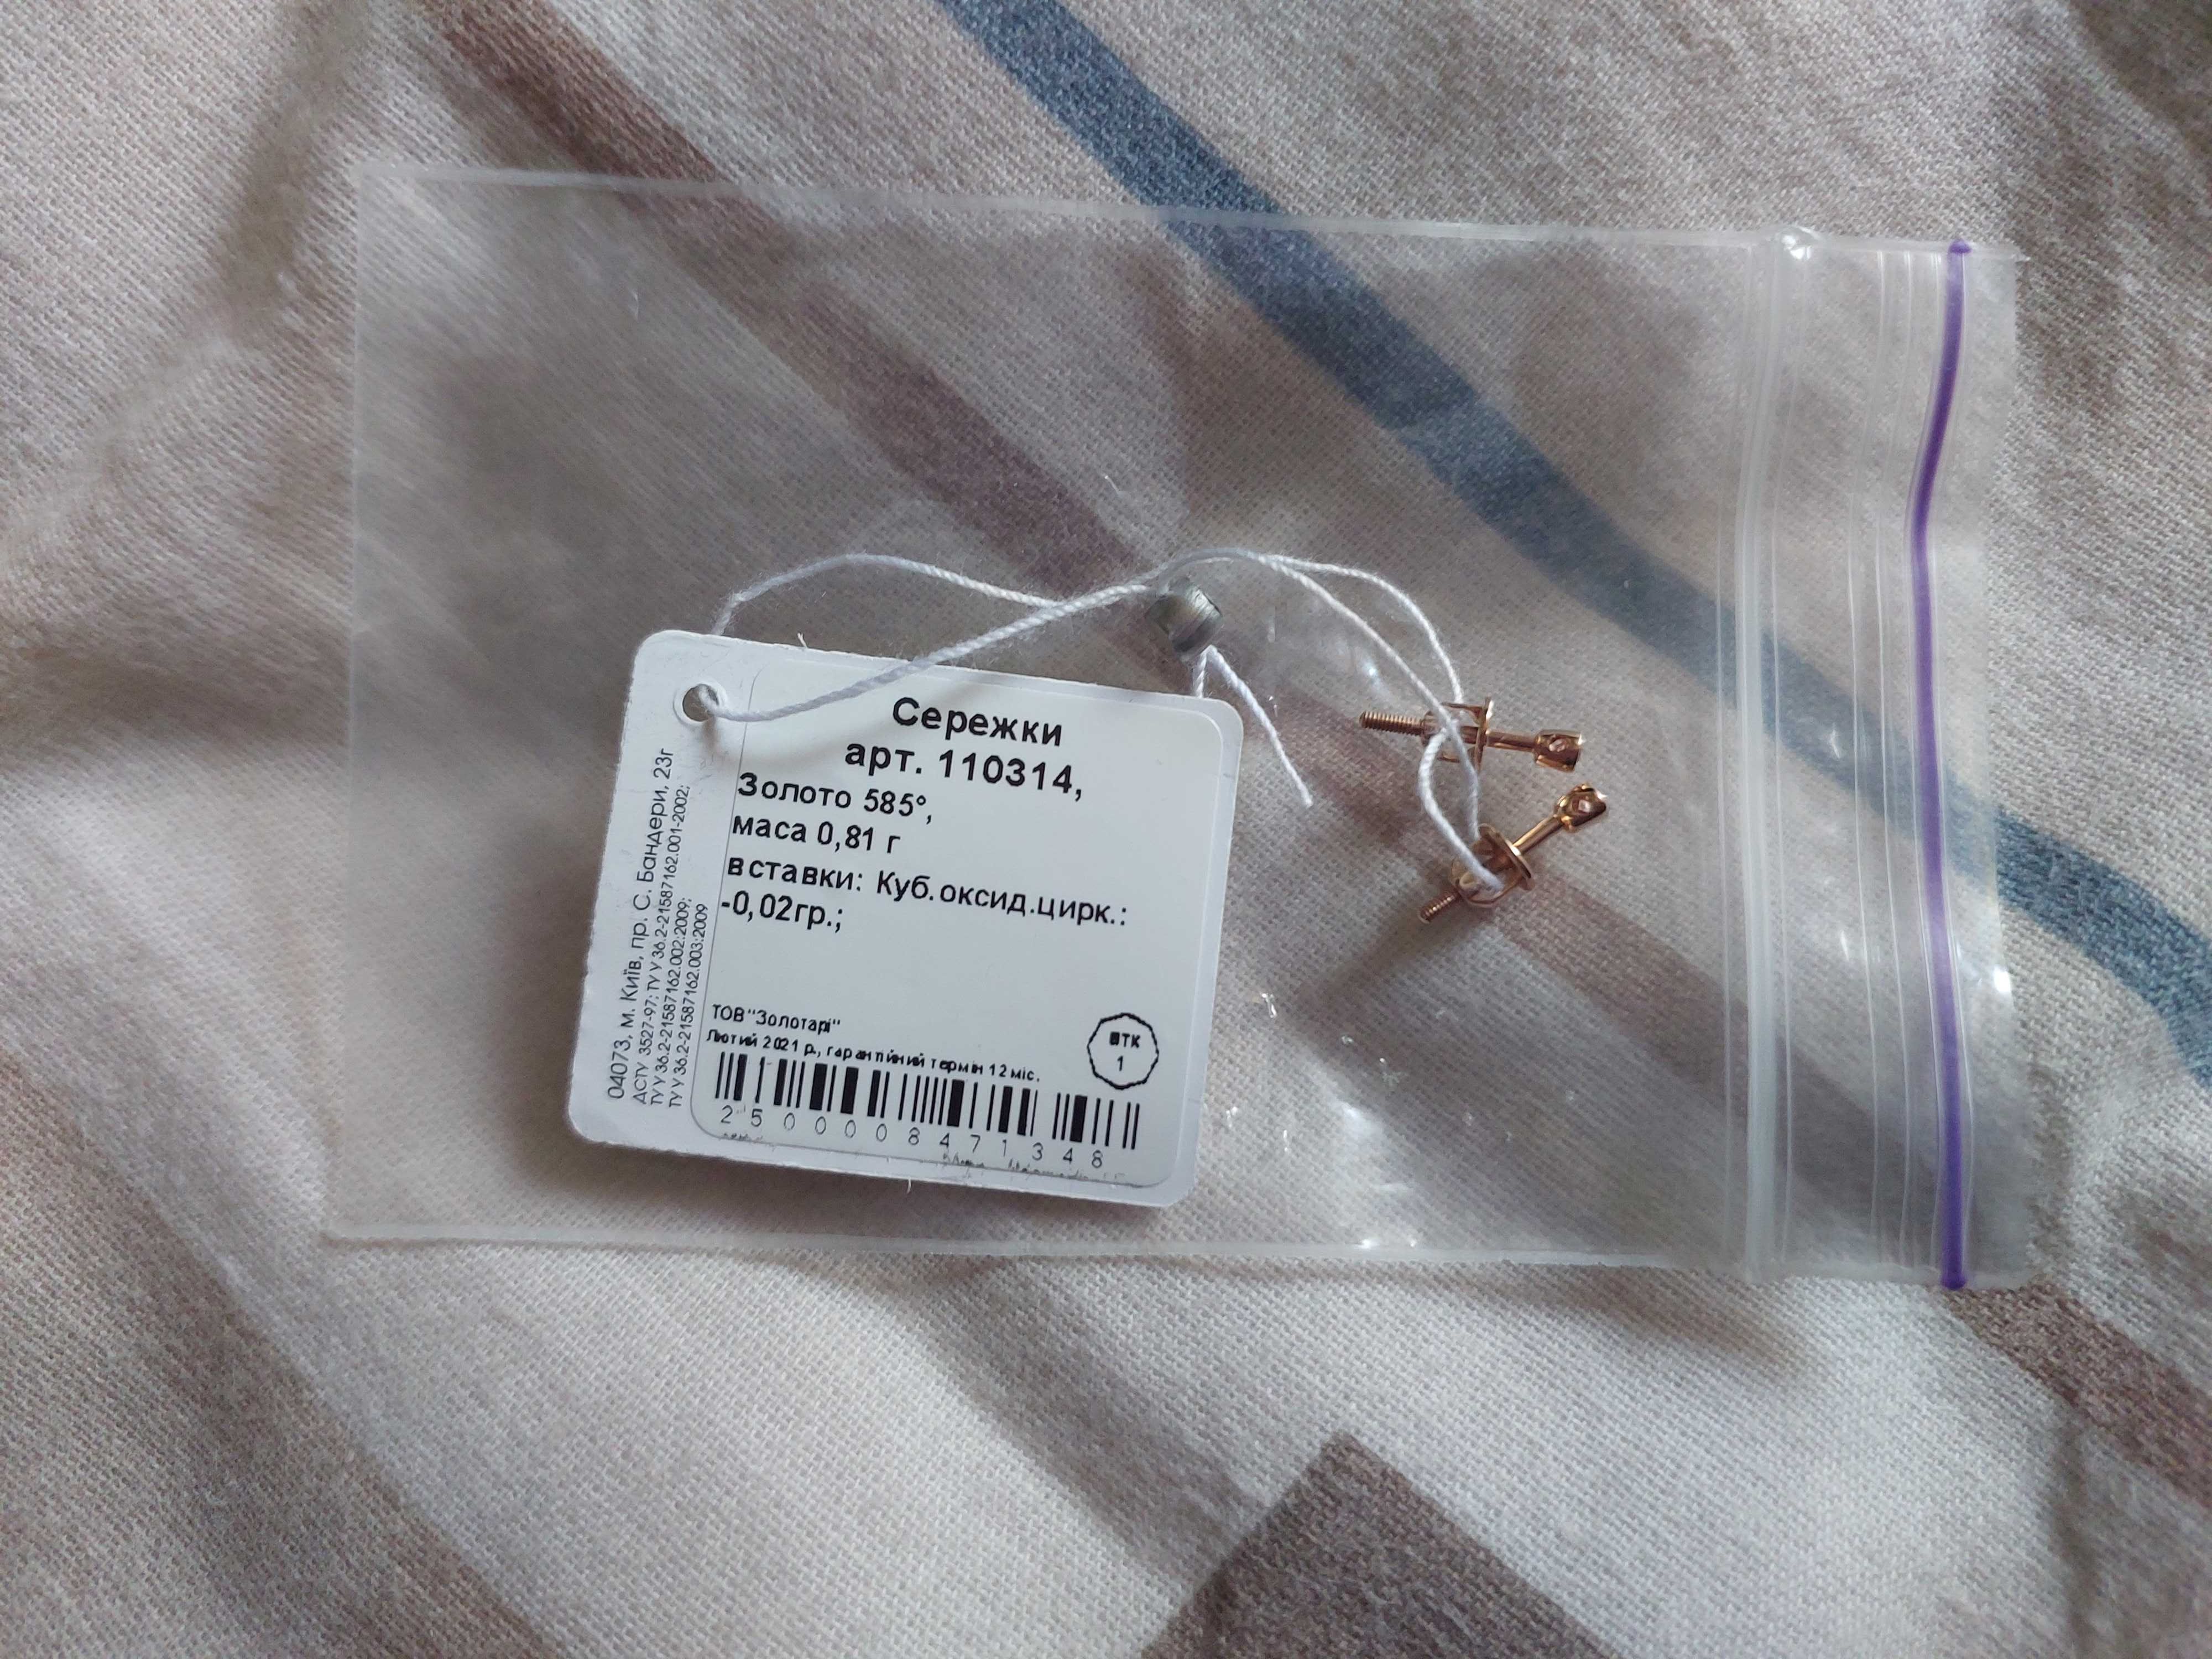 Сережки
арт. 110314,
Золото 585°,
маса 0,81 г
вставки: Куб.оксид.цирк.:
-0,02гр.;
ТОВ "Золотарі"
Лютий 2021 р., гарантійний термін 12 міс.
ВТК
1
2500008471348
04073, м. Київ, пр. С. Бандери, 23г
ДСТУ 3527-97; ТУ У 36.2-21587162.001-2002;
ТУ У 36.2-21587162.002:2009;
ТУ У 36.2-21587162.003:2009